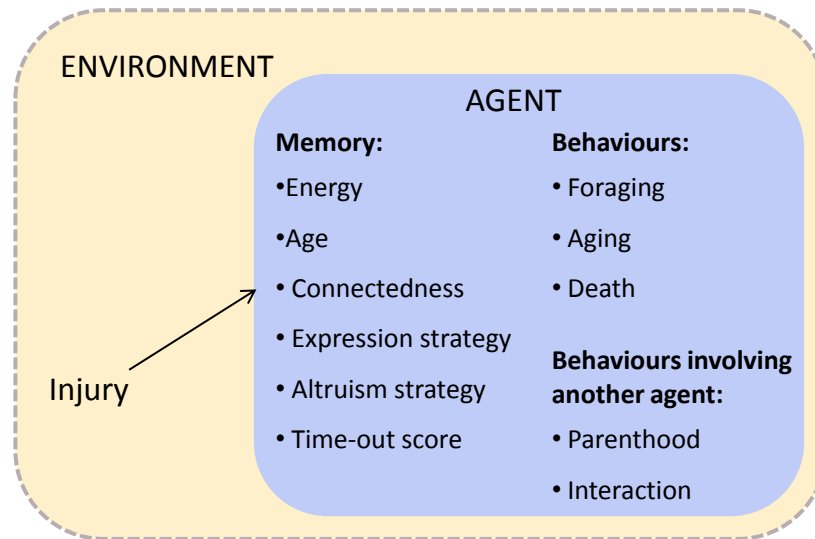 ENVIRONMENT
AGENT
Memory:
•Energy
•Age
• Connectedness
• Expression strategy
• Altruism strategy
• Time-out score
Behaviours:
• Foraging
• Aging
• Death
Behaviours involving
another agent:
• Parenthood
• Interaction
Injury